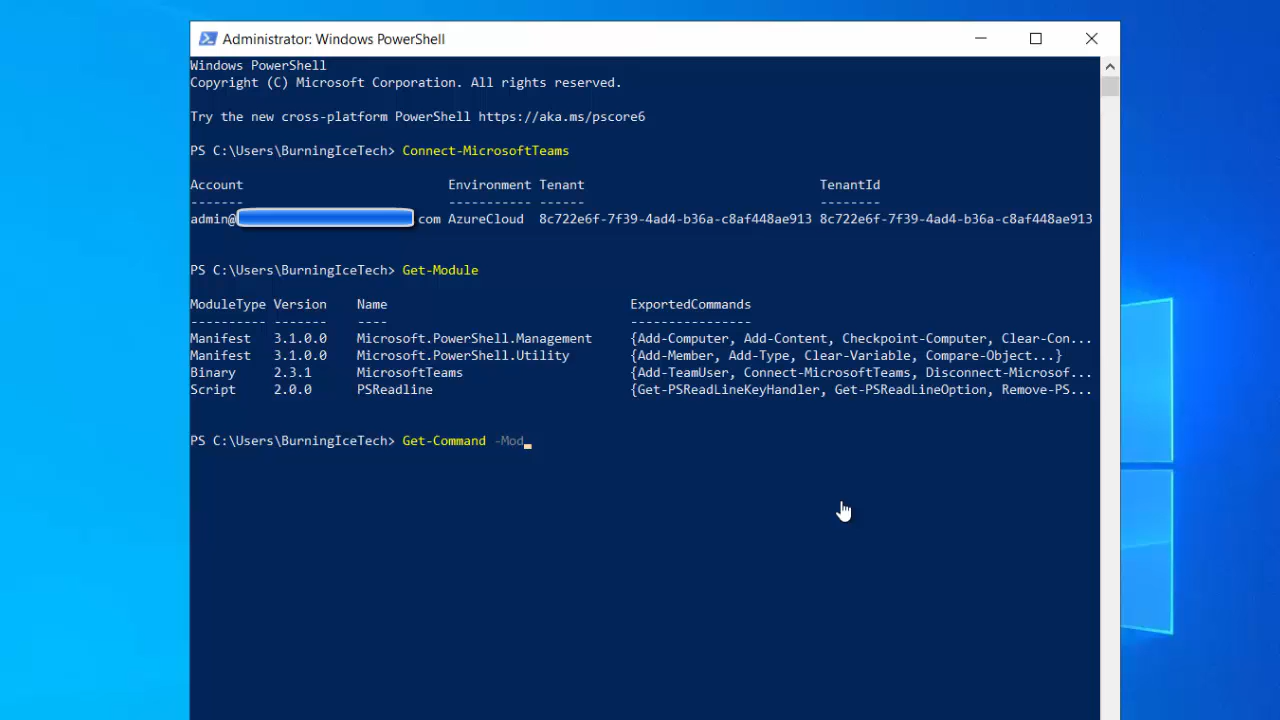 Administrator: Windows PowerShell
Windows PowerShell
Copyright (C) Microsoft Corporation. All rights reserved.
Try the new cross-platform PowerShell https://aka.ms/pscore6
PS C:\Users\BurningIceTech> Connect-MicrosoftTeams
Account Environment Tenant TenantId
------- ----------- ------ --------
admin@ com AzureCloud 8c722e6f-7f39-4ad4-b36a-c8af448ae913 8c722e6f-7f39-4ad4-b36a-c8af448ae913
PS C:\Users\BurningIceTech> Get-Module
ModuleType Version Name ExportedCommands
---------- ------- ---- ----------------
Manifest 3.1.0.0 Microsoft.PowerShell.Management {Add-Computer, Add-Content, Checkpoint-Computer, Clear-Con...
Manifest 3.1.0.0 Microsoft.PowerShell.Utility {Add-Member, Add-Type, Clear-Variable, Compare-Object...}
Binary 2.3.1 MicrosoftTeams {Add-TeamUser, Connect-MicrosoftTeams, Disconnect-Microsof...
Script 2.0.0 PSReadline {Get-PSReadLineKeyHandler, Get-PSReadLineOption, Remove-PS...
PS C:\Users\BurningIceTech> Get-Command -Mod